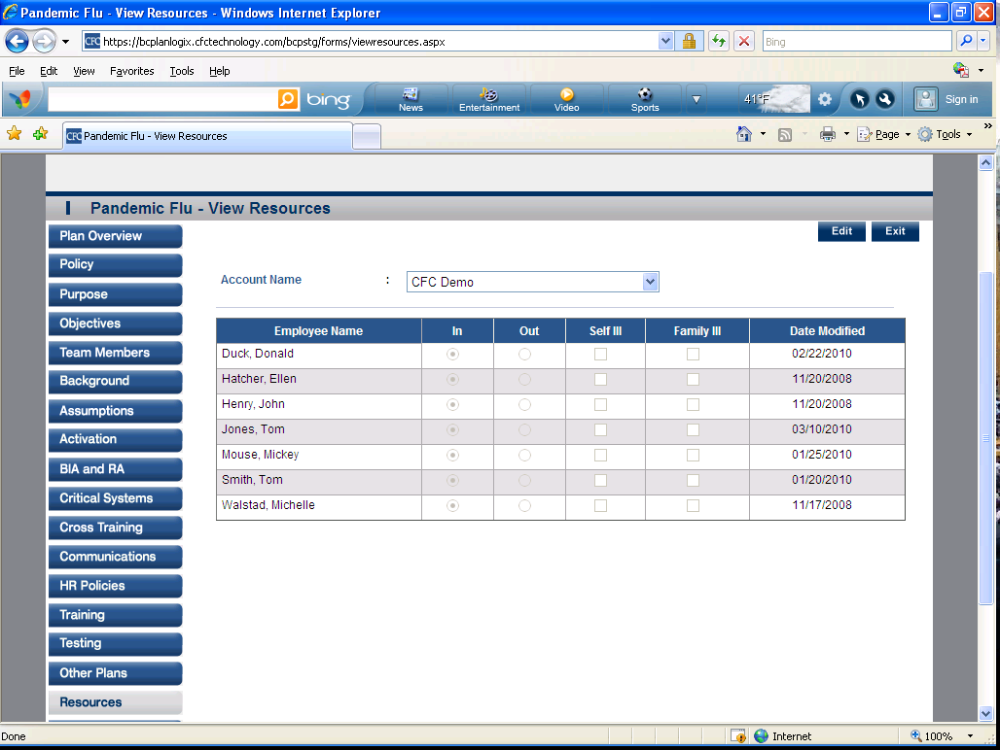 Pandemic Flu - View Resources - Windows Internet Explorer
CFC https://bcplanlogix.cfctechnology.com/bcpstg/forms/viewresources.aspx Bing
File Edit View Favorites Tools Help
bing News Entertainment Video Sports 41°F Sign in
CFC Pandemic Flu - View Resources Page Tools »
Pandemic Flu - View Resources
Edit Exit
Plan Overview
Policy
Purpose
Objectives
Team Members
Background
Assumptions
Activation
BIA and RA
Critical Systems
Cross Training
Communications
HR Policies
Training
Testing
Other Plans
Resources
Account Name : CFC Demo
Employee Name In Out Self Ill Family Ill Date Modified
Duck, Donald 02/22/2010
Hatcher, Ellen 11/20/2008
Henry, John 11/20/2008
Jones, Tom 03/10/2010
Mouse, Mickey 01/25/2010
Smith, Tom 01/20/2010
Walstad, Michelle 11/17/2008
Done Internet 100%